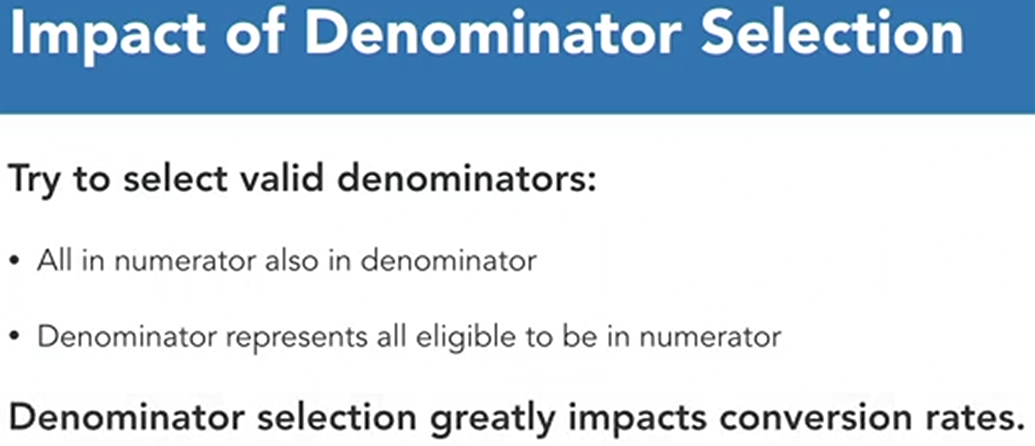 Impact of Denominator Selection
Try to select valid denominators:
• All in numerator also in denominator
• Denominator represents all eligible to be in numerator
Denominator selection greatly impacts conversion rates.